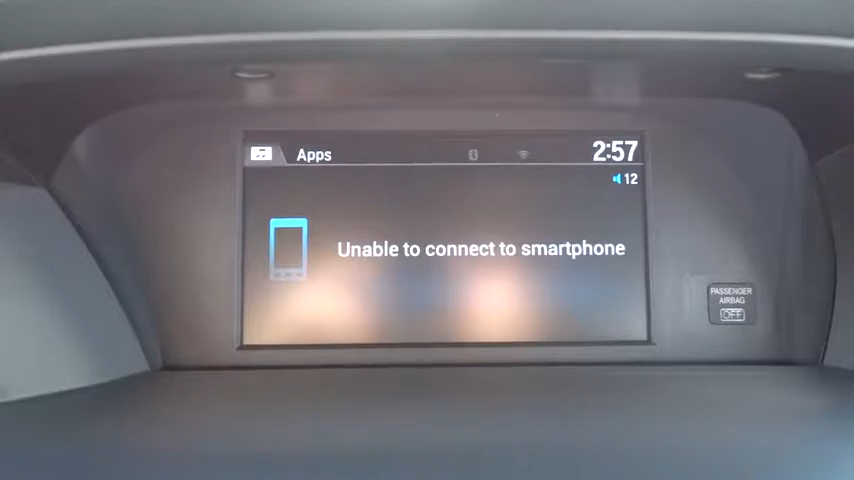 Apps
2:57
12
Unable to connect to smartphone
PASSENGER
AIRBAG
OFF